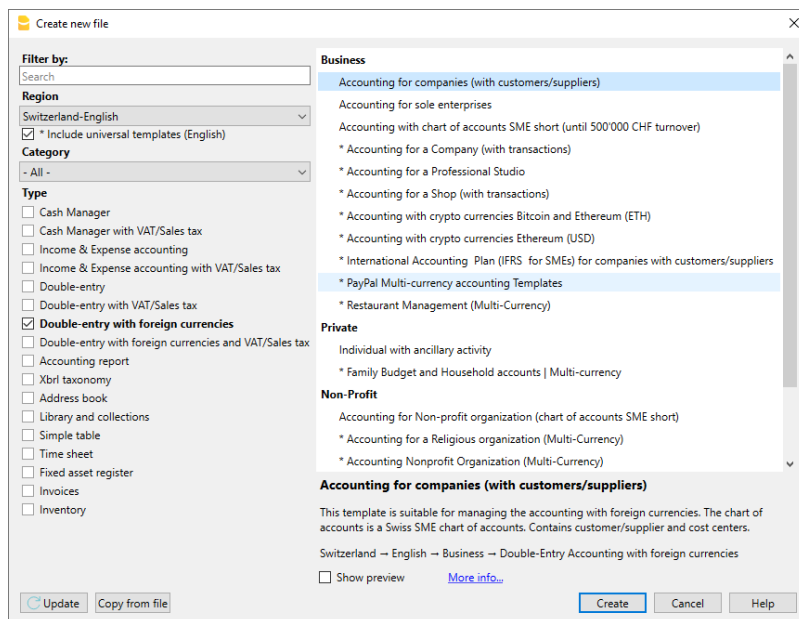 Create new file
Filter by:
Search
Region
Switzerland-English
* Include universal templates (English)
Category
- All -
Type
Cash Manager
Cash Manager with VAT/Sales tax
Income & Expense accounting
Income & Expense accounting with VAT/Sales tax
Double-entry
Double-entry with VAT/Sales tax
Double-entry with foreign currencies
Double-entry with foreign currencies and VAT/Sales tax
Accounting report
Xbrl taxonomy
Address book
Library and collections
Simple table
Time sheet
Fixed asset register
Invoices
Inventory
Business
Accounting for companies (with customers/suppliers)
Accounting for sole enterprises
Accounting with chart of accounts SME short (until 500'000 CHF turnover)
* Accounting for a Company (with transactions)
* Accounting for a Professional Studio
* Accounting for a Shop (with transactions)
* Accounting with crypto currencies Bitcoin and Ethereum (ETH)
* Accounting with crypto currencies Ethereum (USD)
* International Accounting Plan (IFRS for SMEs) for companies with customers/suppliers
* PayPal Multi-currency accounting Templates
* Restaurant Management (Multi-Currency)
Private
Individual with ancillary activity
* Family Budget and Household accounts | Multi-currency
Non-Profit
Accounting for Non-profit organization (chart of accounts SME short)
* Accounting for a Religious organization (Multi-Currency)
* Accounting Nonprofit Organization (Multi-Currency)
Accounting for companies (with customers/suppliers)
This template is suitable for managing the accounting with foreign currencies. The chart of
accounts is a Swiss SME chart of accounts. Contains customer/supplier and cost centers.
Switzerland → English → Business → Double-Entry Accounting with foreign currencies
Show preview More info...
Update Copy from file Create Cancel Help